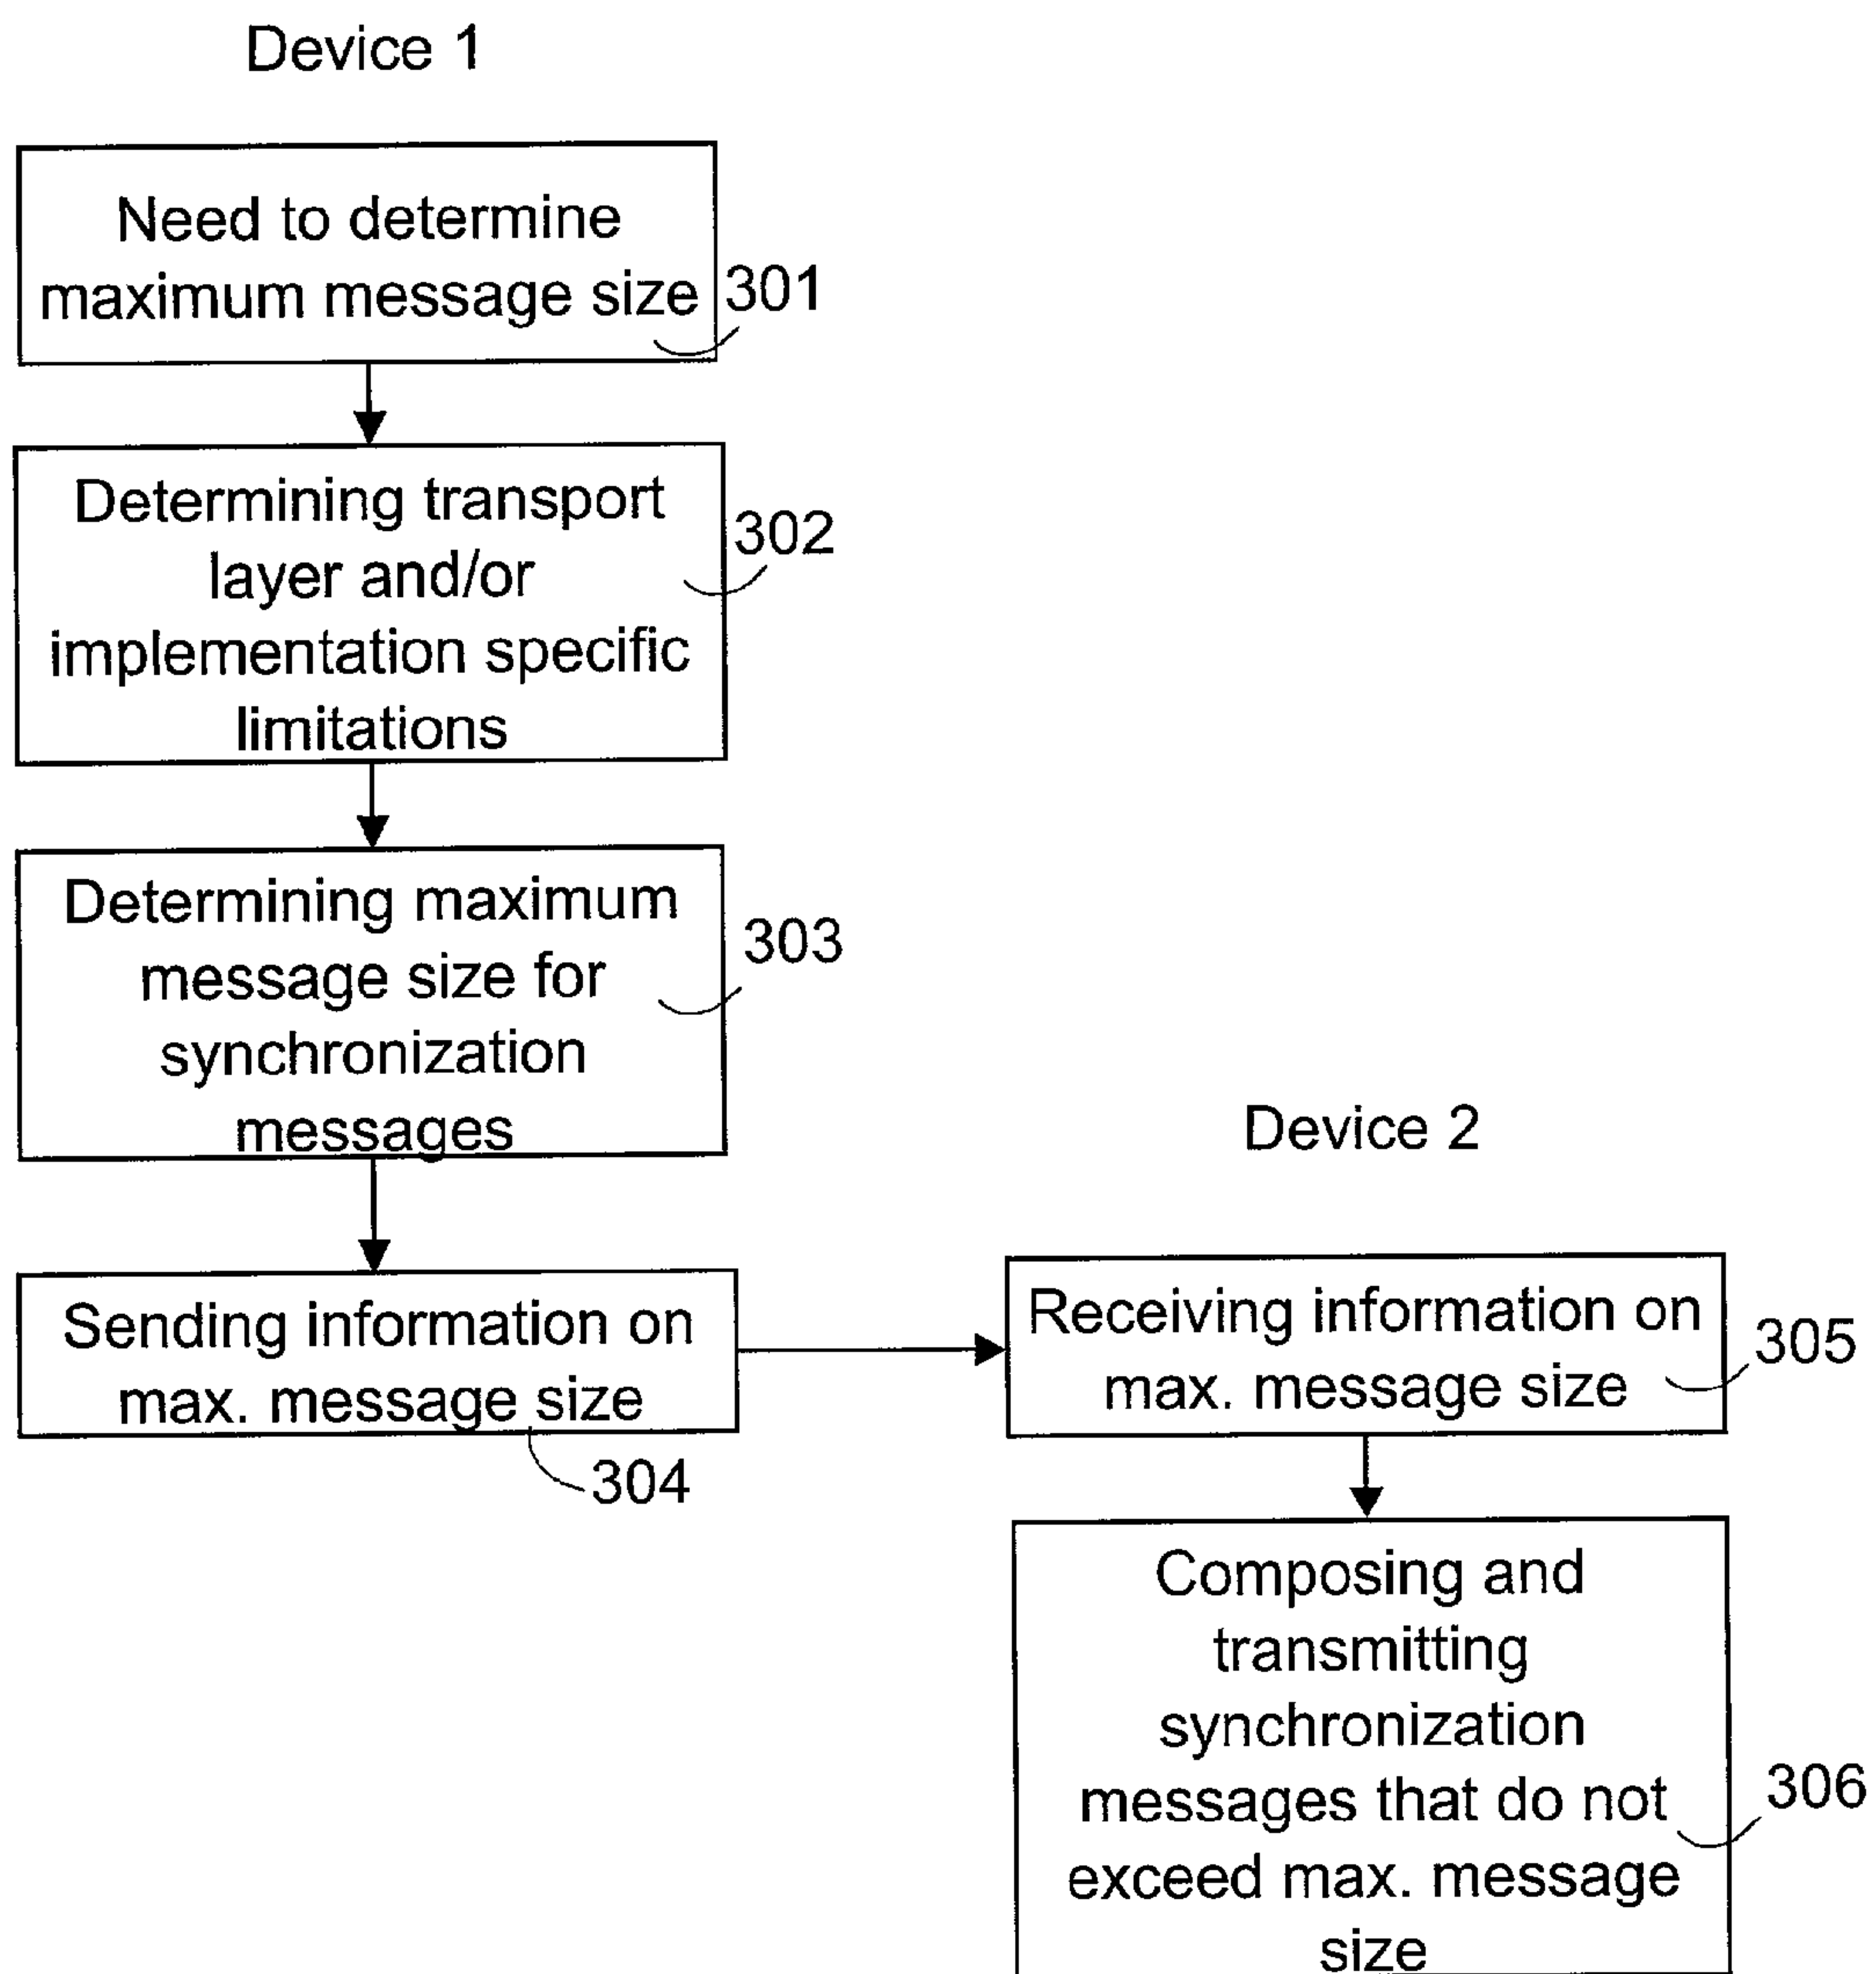 Device 1
Need to determine
maximum message size
301
Determining transport
layer and/or
implementation specific
limitations
302
Determining maximum
message size for
synchronization
messages
303
Sending information on
max. message size
304
Device 2
Receiving information on
max. message size
305
Composing and
transmitting
synchronization
messages that do not
exceed max. message
size
306